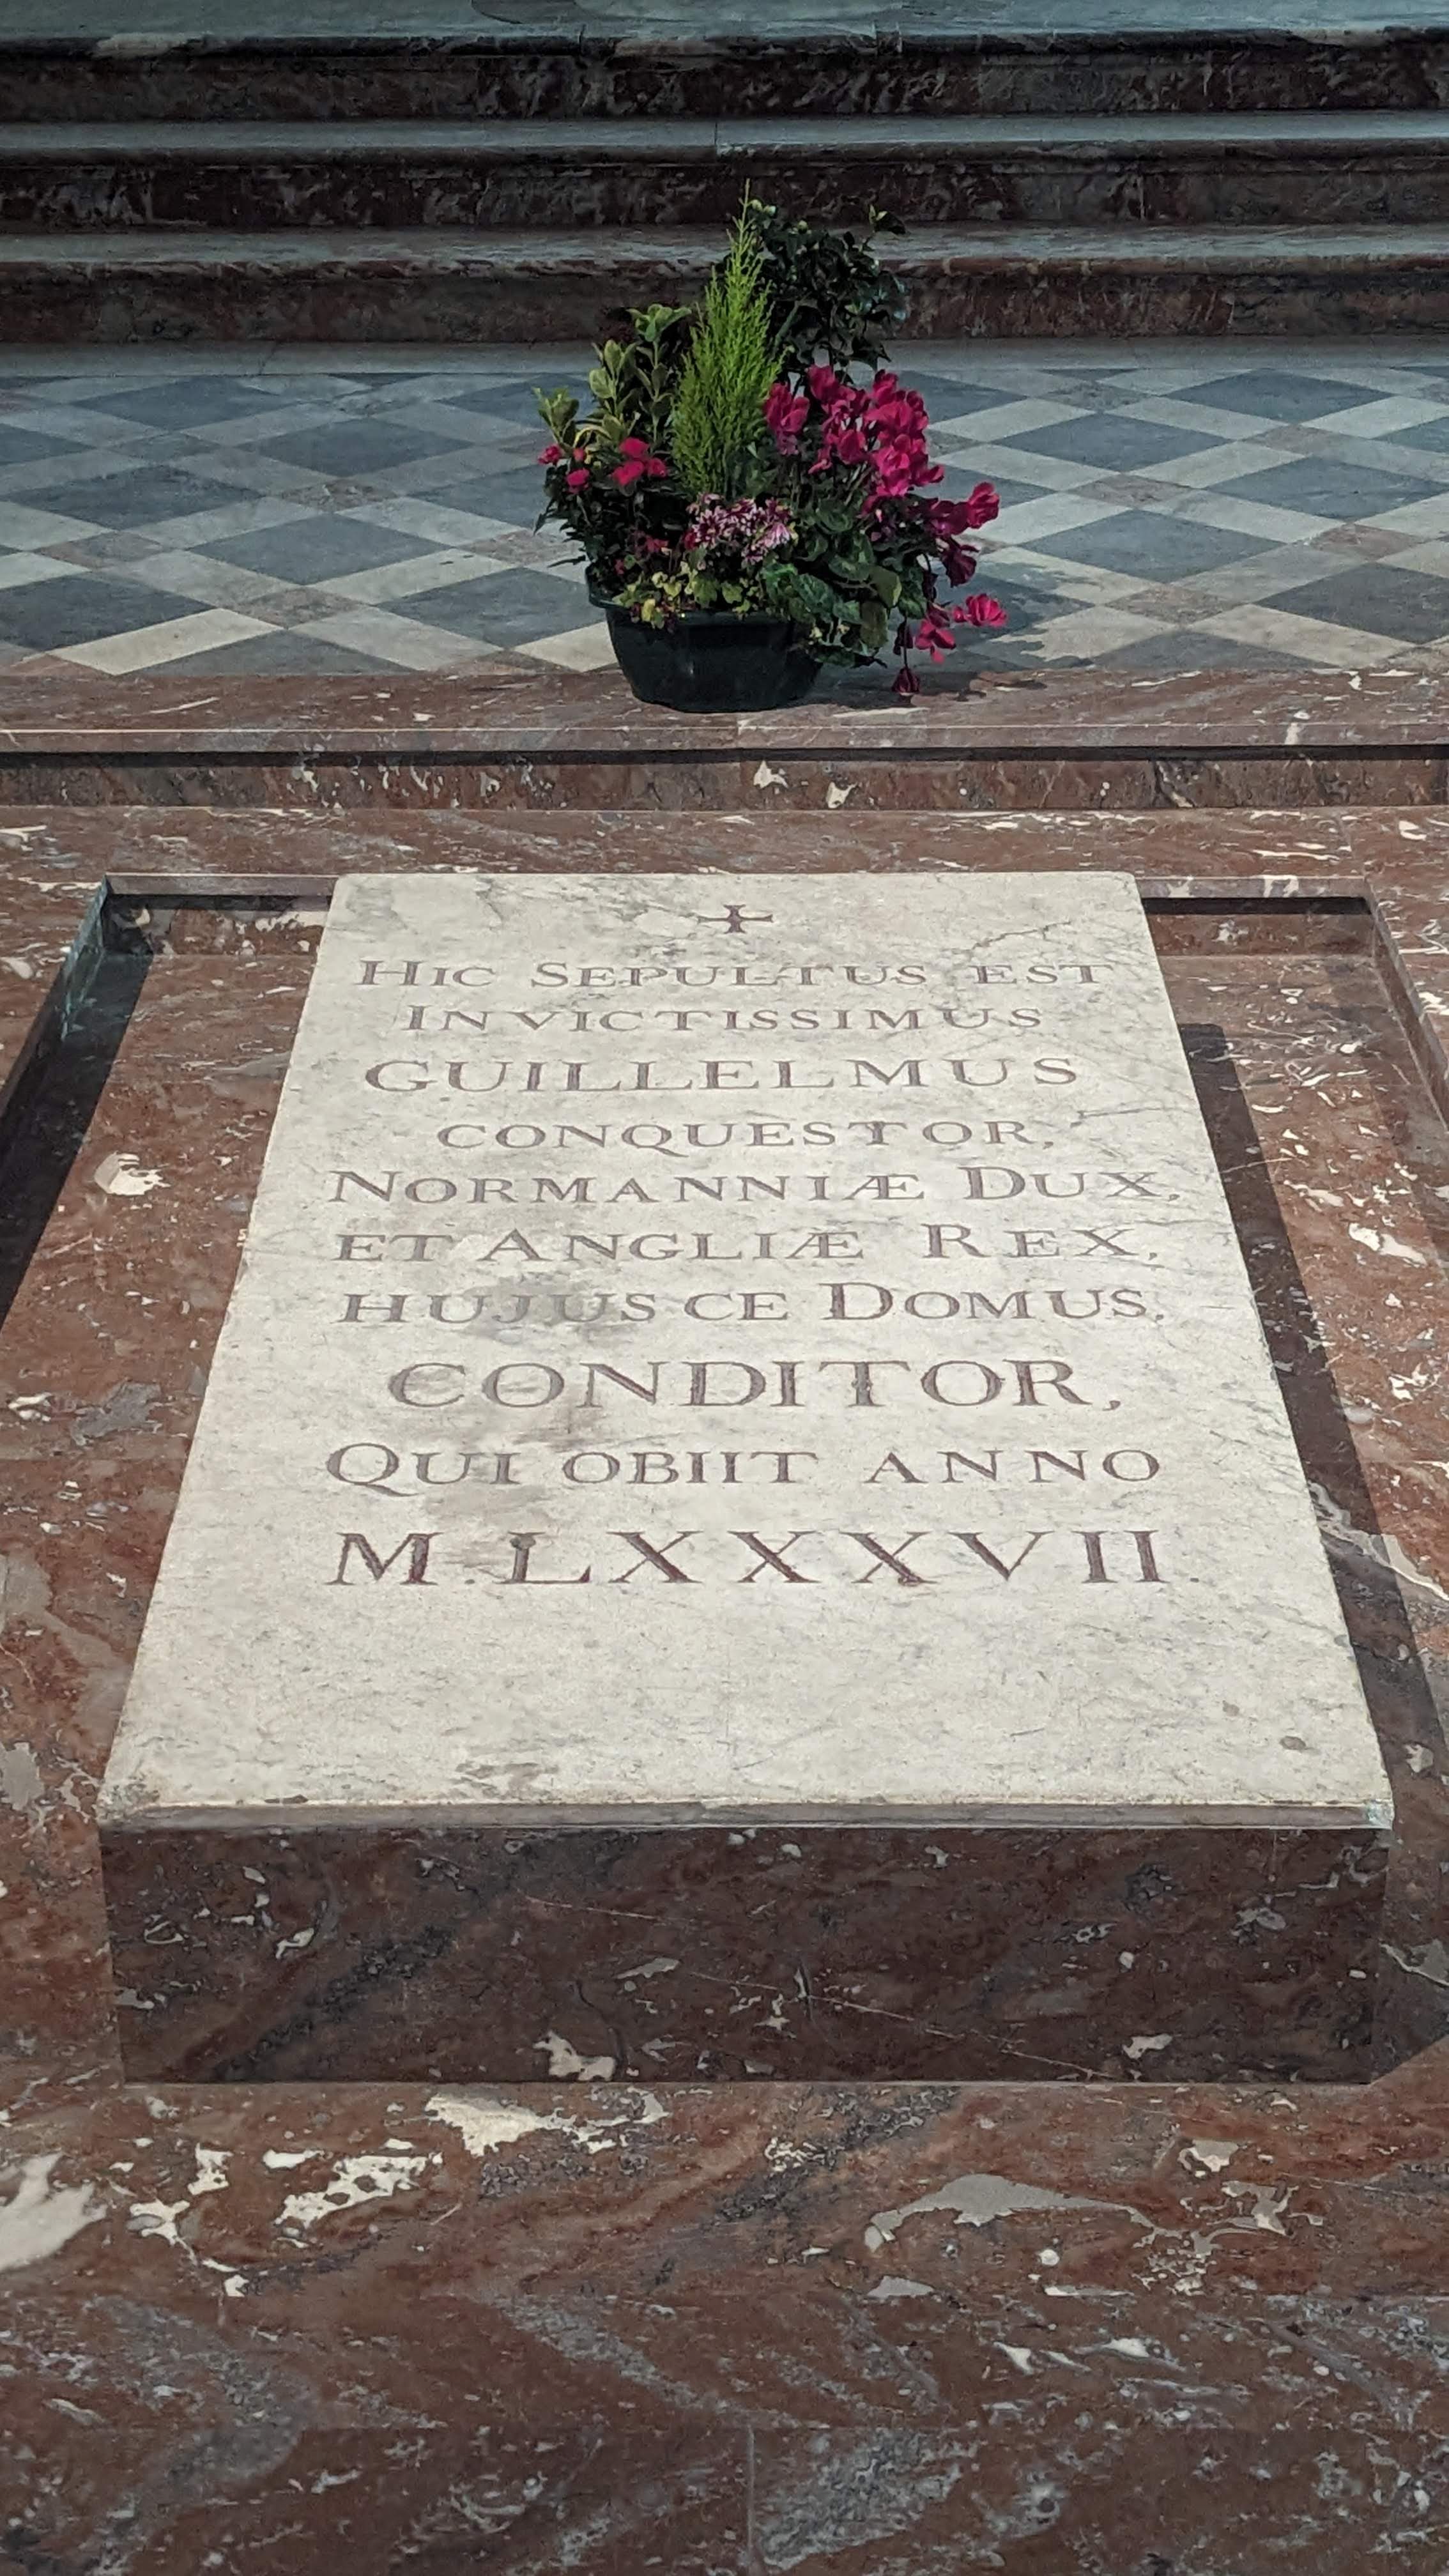 HIC SEPULTUS EST
INVICTISSIMUS
GUILLELMUS
CONQUESTOR,
NORMANNIÆ DUX,
ET ANGLIÆ REX,
HUJUSCE DOMUS,
CONDITOR,
QUI OBIIT ANNO
M.LXXXVII.